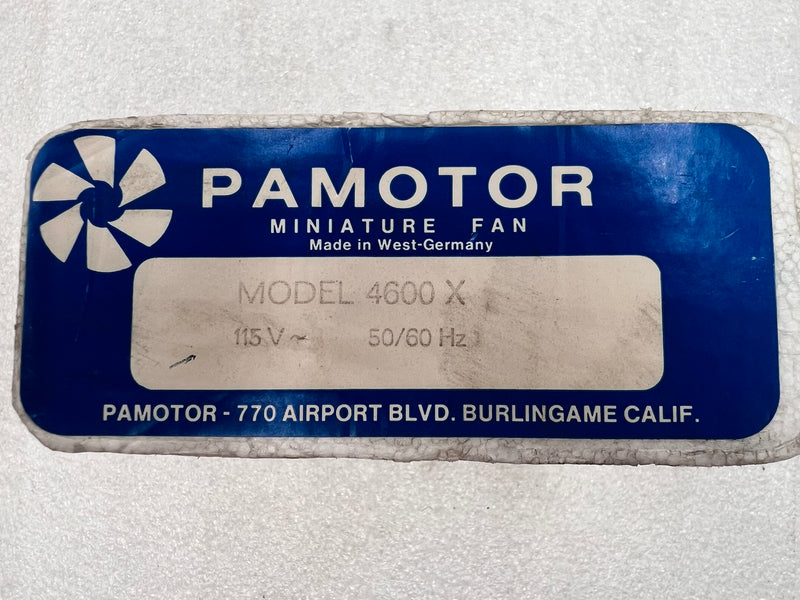 PAMOTOR
MINIATURE FAN
Made in West-Germany
MODEL 4600 X
115 V ~ 50/60 Hz
PAMOTOR - 770 AIRPORT BLVD. BURLINGAME CALIF.